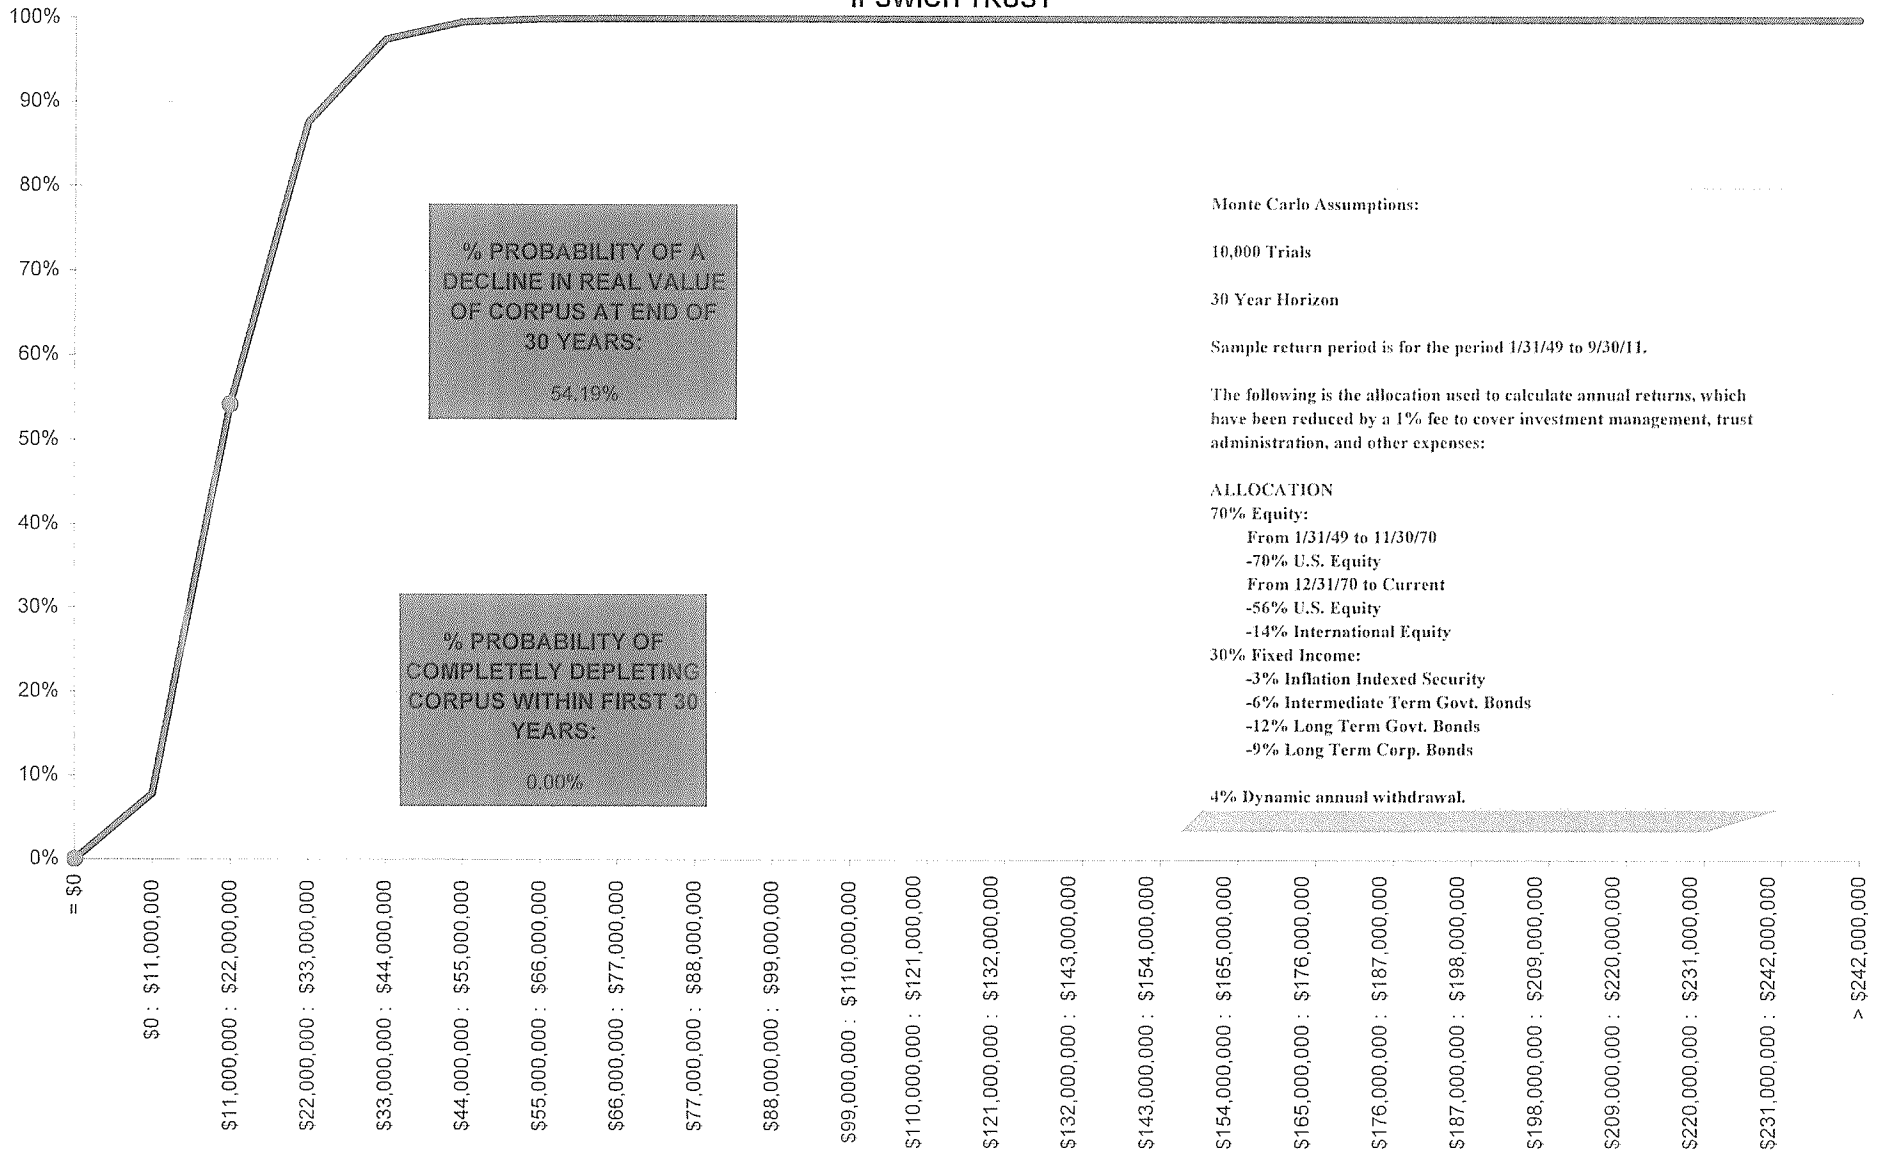 IPSWICH TRUST
100%
90%
80%
70%
60%
50%
40%
30%
20%
10%
0%
% PROBABILITY OF A
DECLINE IN REAL VALUE
OF CORPUS AT END OF
30 YEARS:
54.19%
% PROBABILITY OF
COMPLETELY DEPLETING
CORPUS WITHIN FIRST 30
YEARS:
0.00%
Monte Carlo Assumptions:
10,000 Trials
30 Year Horizon
Sample return period is for the period 1/31/49 to 9/30/11.
The following is the allocation used to calculate annual returns, which
have been reduced by a 1% fee to cover investment management, trust
administration, and other expenses:
ALLOCATION
70% Equity:
From 1/31/49 to 11/30/70
-70% U.S. Equity
From 12/31/70 to Current
-56% U.S. Equity
-14% International Equity
30% Fixed Income:
-3% Inflation Indexed Security
-6% Intermediate Term Govt. Bonds
-12% Long Term Govt. Bonds
-9% Long Term Corp. Bonds
4% Dynamic annual withdrawal.
= $0
$0 : $11,000,000
$11,000,000 : $22,000,000
$22,000,000 : $33,000,000
$33,000,000 : $44,000,000
$44,000,000 : $55,000,000
$55,000,000 : $66,000,000
$66,000,000 : $77,000,000
$77,000,000 : $88,000,000
$88,000,000 : $99,000,000
$99,000,000 : $110,000,000
$110,000,000 : $121,000,000
$121,000,000 : $132,000,000
$132,000,000 : $143,000,000
$143,000,000 : $154,000,000
$154,000,000 : $165,000,000
$165,000,000 : $176,000,000
$176,000,000 : $187,000,000
$187,000,000 : $198,000,000
$198,000,000 : $209,000,000
$209,000,000 : $220,000,000
$220,000,000 : $231,000,000
$231,000,000 : $242,000,000
> $242,000,000